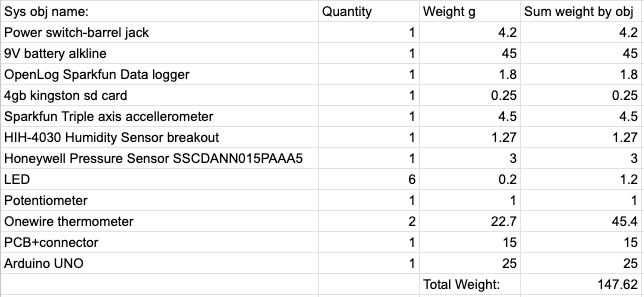 Sys obj name: Quantity Weight g Sum weight by obj
Power switch-barrel jack 1 4.2 4.2
9V battery alkline 1 45 45
OpenLog Sparkfun Data logger 1 1.8 1.8
4gb kingston sd card 1 0.25 0.25
Sparkfun Triple axis accellerometer 1 4.5 4.5
HIH-4030 Humidity Sensor breakout 1 1.27 1.27
Honeywell Pressure Sensor SSCDANN015PAAA5 1 3 3
LED 6 0.2 1.2
Potentiometer 1 1 1
Onewire thermometer 2 22.7 45.4
PCB+connector 1 15 15
Arduino UNO 1 25 25
Total Weight: 147.62